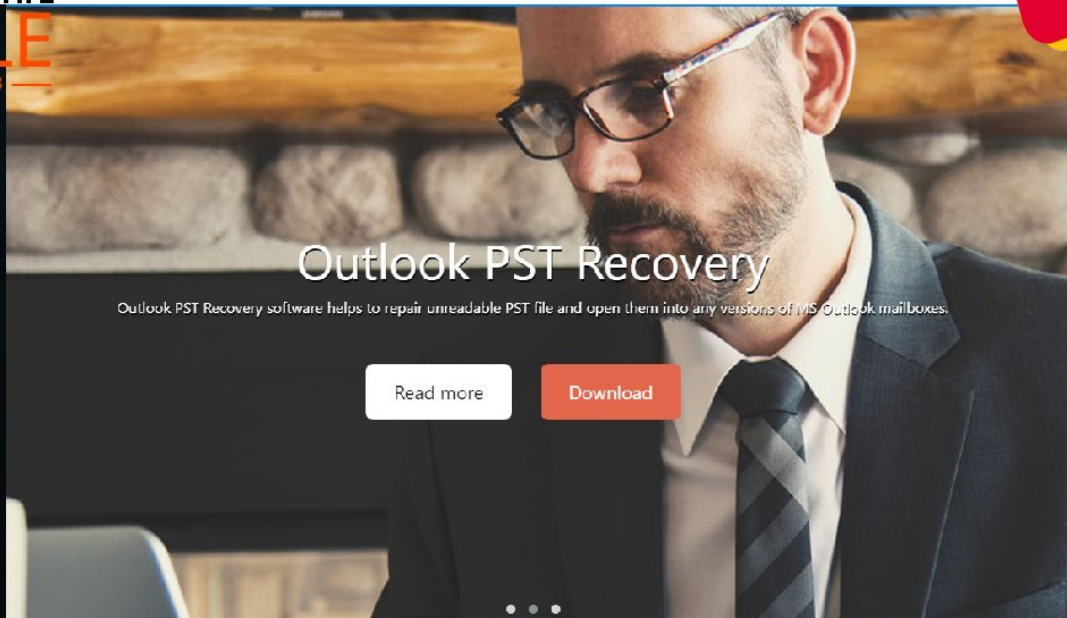 LE
Outlook PST Recovery
Outlook PST Recovery software helps to repair unreadable PST file and open them into any versions of MS Outlook mailboxes.
Read more
Download